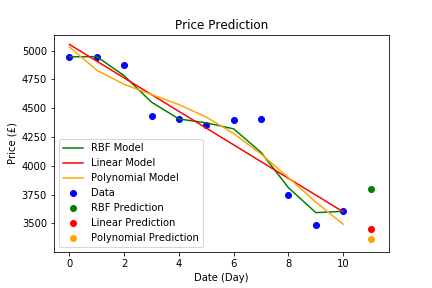 Price Prediction
Price (£)
5000
4750
4500
4250
4000
3750
3500
RBF Model
Linear Model
Polynomial Model
Data
RBF Prediction
Linear Prediction
Polynomial Prediction
0 2 4 6 8 10
Date (Day)